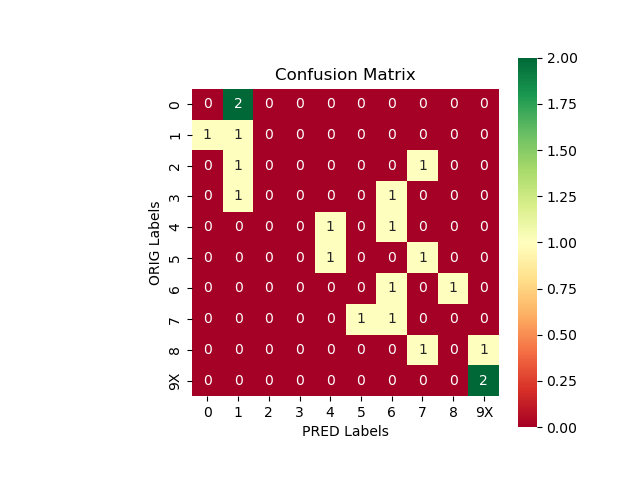 Confusion Matrix
ORIG Labels
0 0 2 0 0 0 0 0 0 0 0
1 1 1 0 0 0 0 0 0 0 0
2 0 1 0 0 0 0 0 1 0 0
3 0 1 0 0 0 0 1 0 0 0
4 0 0 0 0 1 0 1 0 0 0
5 0 0 0 0 1 0 0 1 0 0
6 0 0 0 0 0 0 1 0 1 0
7 0 0 0 0 0 1 1 0 0 0
8 0 0 0 0 0 0 0 1 0 1
9X 0 0 0 0 0 0 0 0 0 2
0 1 2 3 4 5 6 7 8 9X
PRED Labels
2.00
1.75
1.50
1.25
1.00
0.75
0.50
0.25
0.00